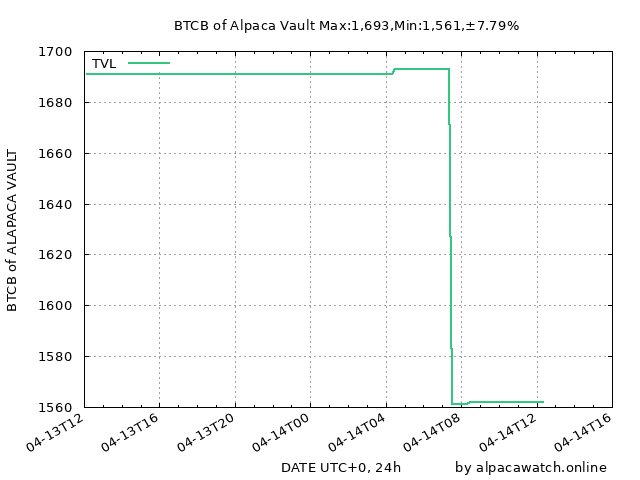 BTCB of Alpaca Vault Max:1,693,Min:1,561,±7.79%
TVL
1700
1680
1660
1640
1620
1600
1580
1560
BTCB of ALAPACA VAULT
04-13T12
04-13T16
04-13T20
04-14T00
04-14T04
04-14T08
04-14T12
04-14T16
DATE UTC+0, 24h
by alpacawatch.online